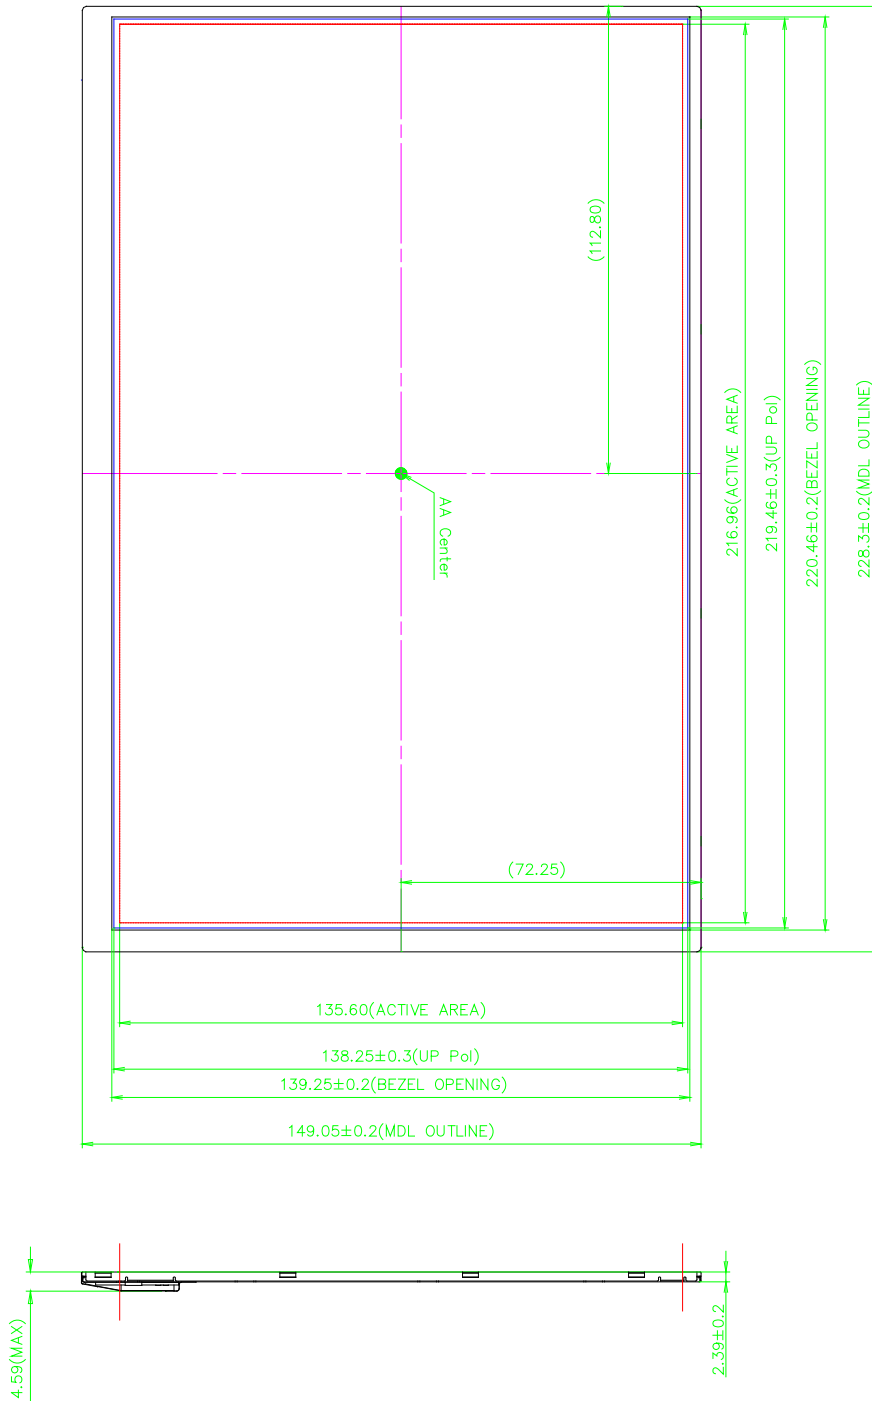 (112.80)
216.96(ACTIVE AREA)
219.46±0.3(UP Pol)
220.46±0.2(BEZEL OPENING)
228.3±0.2(MDL OUTLINE)
AA Center
(72.25)
135.60(ACTIVE AREA)
138.25±0.3(UP Pol)
139.25±0.2(BEZEL OPENING)
149.05±0.2(MDL OUTLINE)
4.59(MAX)
2.39±0.2